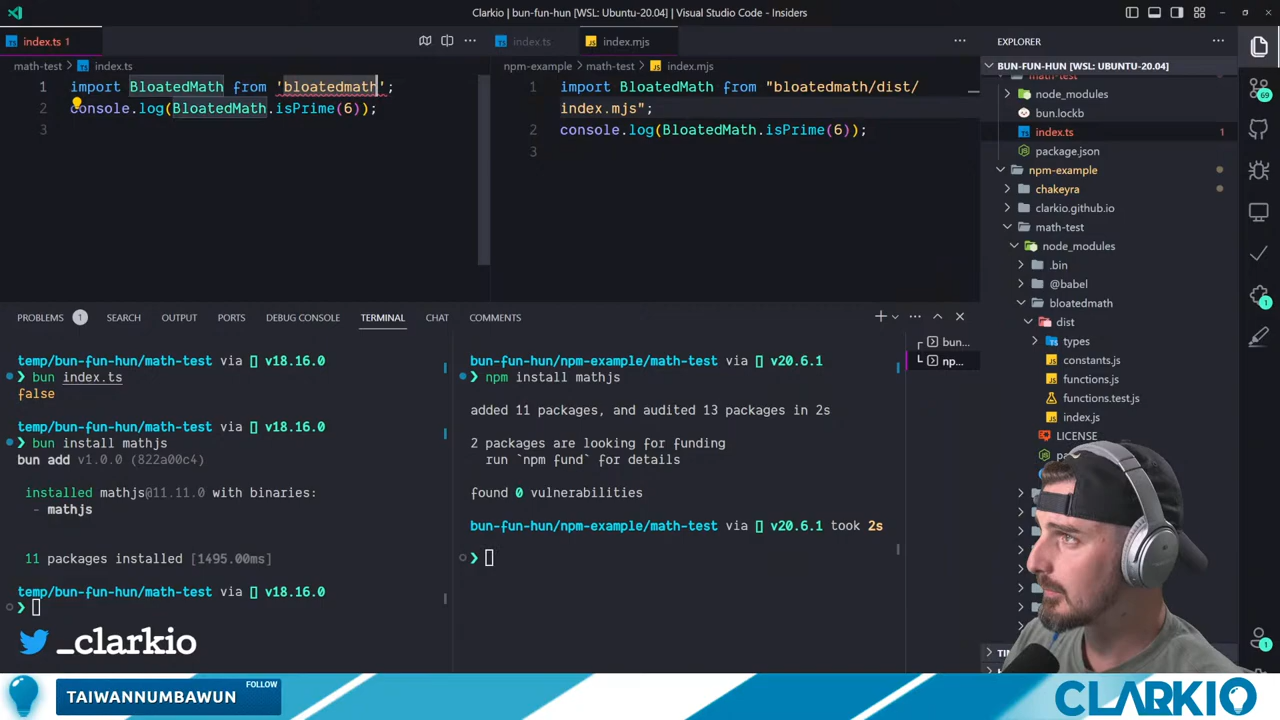 Clarkio | bun-fun-hun [WSL: Ubuntu-20.04] | Visual Studio Code - Insiders
index.ts 1
index.ts
index.mjs
EXPLORER
math-test > index.ts
npm-example > math-test > index.mjs
1 import BloatedMath from 'bloatedmath';
2 console.log(BloatedMath.isPrime(6));
3
1 import BloatedMath from "bloatedmath/dist/
index.mjs";
2 console.log(BloatedMath.isPrime(6));
3
BUN-FUN-HUN [WSL: UBUNTU-20.04]
math-test
node_modules
bun.lockb
index.ts 1
package.json
npm-example
chakeyra
clarkio.github.io
math-test
node_modules
.bin
@babel
bloatedmath
dist
types
constants.js
functions.js
functions.test.js
index.js
LICENSE
69
1
1
PROBLEMS 1
SEARCH
OUTPUT
PORTS
DEBUG CONSOLE
TERMINAL
CHAT
COMMENTS
temp/bun-fun-hun/math-test via v18.16.0
❯ bun index.ts
false
temp/bun-fun-hun/math-test via v18.16.0
❯ bun install mathjs
bun add v1.0.0 (822a00c4)
installed mathjs@11.11.0 with binaries:
- mathjs
11 packages installed [1495.00ms]
temp/bun-fun-hun/math-test via v18.16.0
❯
bun-fun-hun/npm-example/math-test via v20.6.1
❯ npm install mathjs
added 11 packages, and audited 13 packages in 2s
2 packages are looking for funding
run `npm fund` for details
found 0 vulnerabilities
bun-fun-hun/npm-example/math-test via v20.6.1 took 2s
❯
bun...
np...
_clarkio
TAIWANNUMBAWUN
FOLLOW
CLARKIO